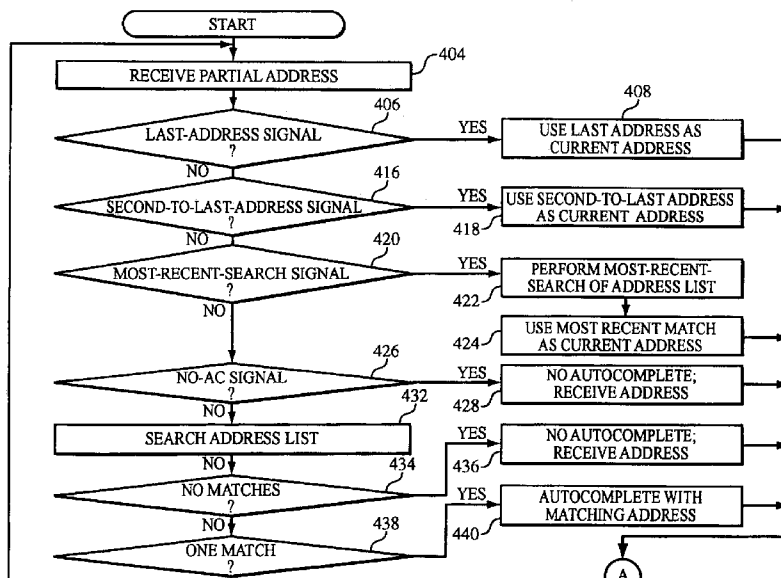 START
RECEIVE PARTIAL ADDRESS
404
LAST-ADDRESS SIGNAL
?
406
YES
NO
408
USE LAST ADDRESS AS
CURRENT ADDRESS
SECOND-TO-LAST-ADDRESS SIGNAL
?
416
YES
NO
418
USE SECOND-TO-LAST ADDRESS
AS CURRENT ADDRESS
MOST-RECENT-SEARCH SIGNAL
?
420
YES
NO
422
PERFORM MOST-RECENT-
SEARCH OF ADDRESS LIST
424
USE MOST RECENT MATCH
AS CURRENT ADDRESS
NO-AC SIGNAL
?
426
YES
NO
428
NO AUTOCOMPLETE;
RECEIVE ADDRESS
432
SEARCH ADDRESS LIST
NO
NO MATCHES
?
434
YES
NO
436
NO AUTOCOMPLETE;
RECEIVE ADDRESS
ONE MATCH
?
438
YES
440
AUTOCOMPLETE WITH
MATCHING ADDRESS
A